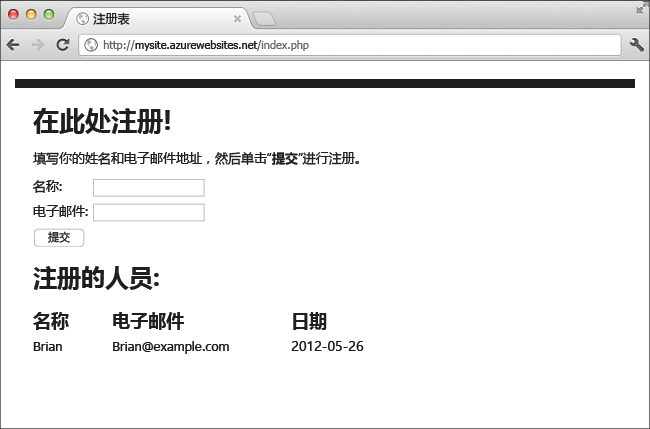 注册表
http://mysite.azurewebsites.net/index.php
在此处注册!
填写你的姓名和电子邮件地址，然后单击“提交”进行注册。
名称:
电子邮件:
提交
注册的人员:
名称 电子邮件 日期
Brian Brian@example.com 2012-05-26